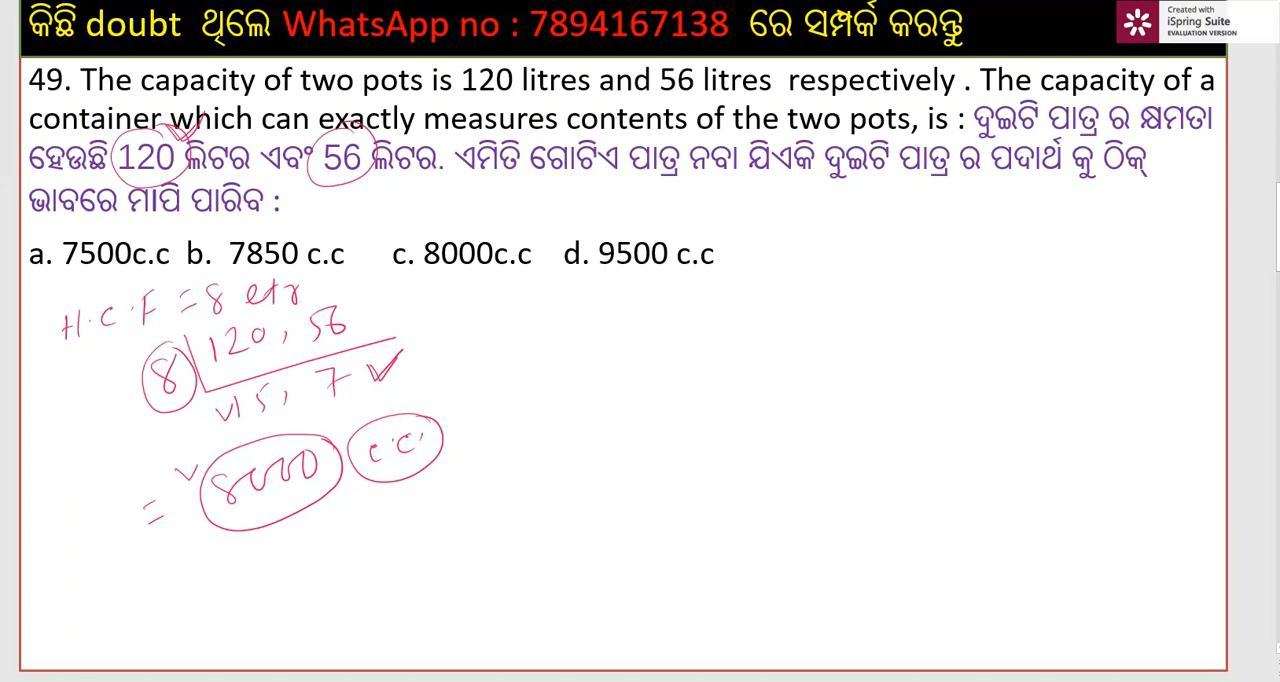 କିଛି doubt ଥିଲେ WhatsApp no : 7894167138 ରେ ସମ୍ପର୍କ କରନ୍ତୁ
Created with
iSpring Suite
EVALUATION VERSION
49. The capacity of two pots is 120 litres and 56 litres respectively . The capacity of a
container which can exactly measures contents of the two pots, is : ଦୁଇଟି ପାତ୍ର ର କ୍ଷମତା
ହେଉଛି 120 ଲିଟର ଏବଂ 56 ଲିଟର. ଏମିତି ଗୋଟିଏ ପାତ୍ର ନବା ଯିଏକି ଦୁଇଟି ପାତ୍ର ର ପଦାର୍ଥ କୁ ଠିକ୍
ଭାବରେ ମାପି ପାରିବ :
a. 7500c.c b. 7850 c.c c. 8000c.c d. 9500 c.c
H.C.F = 8
8 120, 56
15, 7
= 8000 c.c.